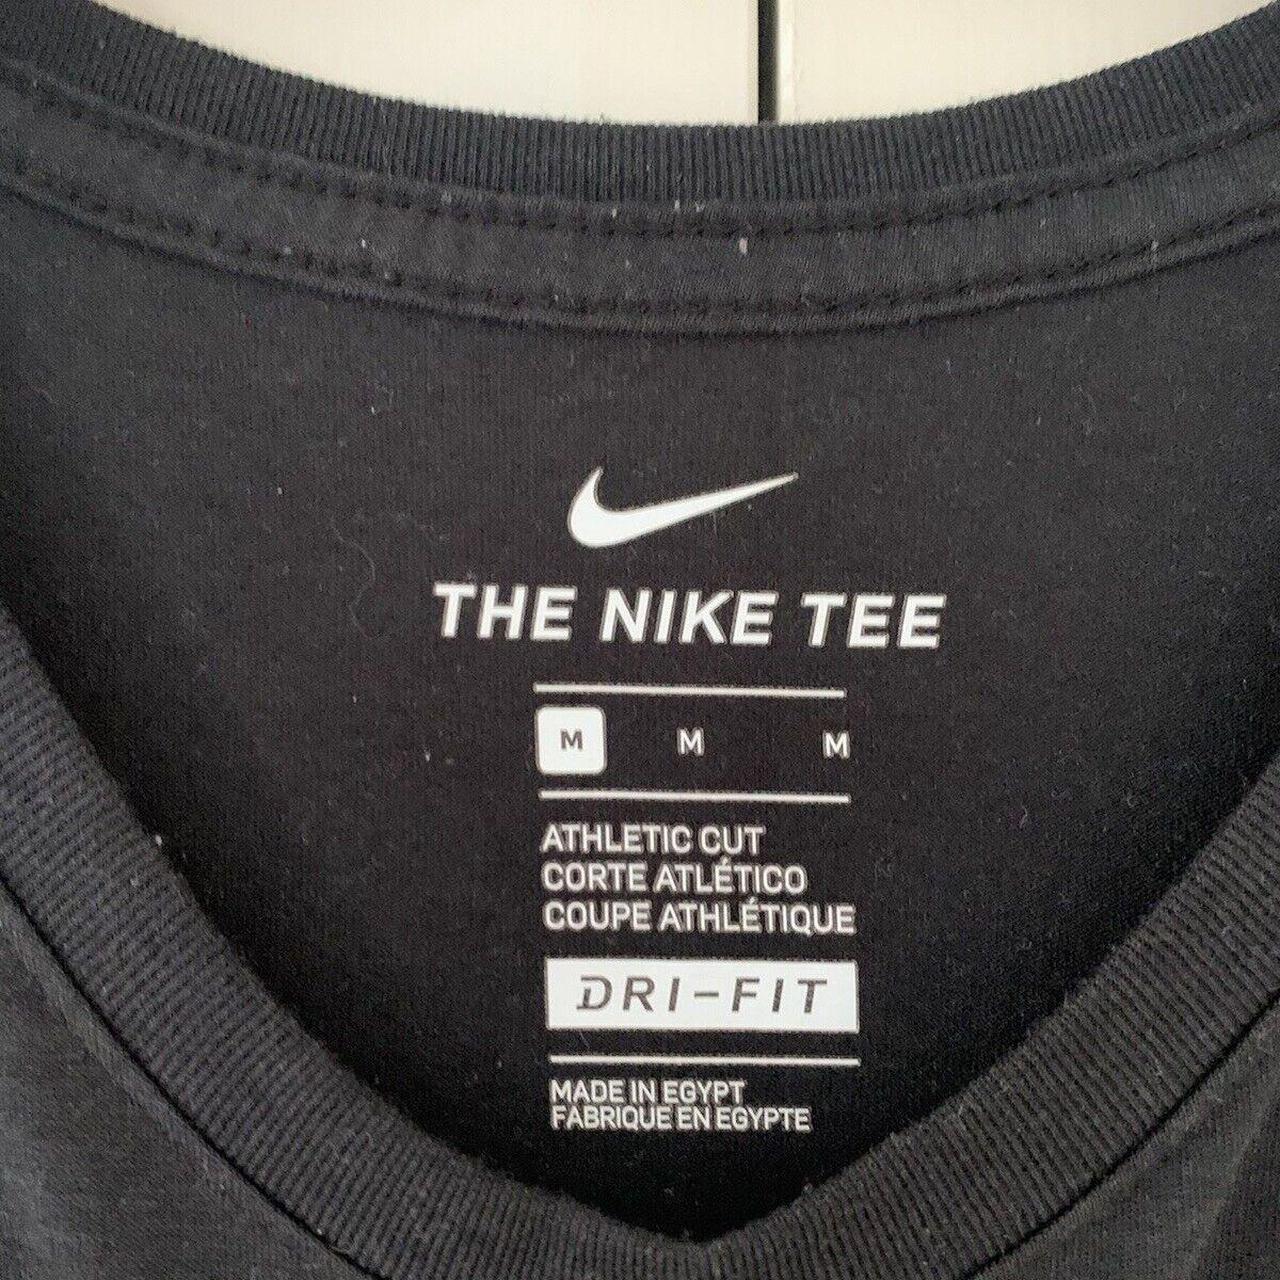 THE NIKE TEE
M M M
ATHLETIC CUT
CORTE ATLÉTICO
COUPE ATHLÉTIQUE
DRI-FIT
MADE IN EGYPT
FABRIQUE EN EGYPTE